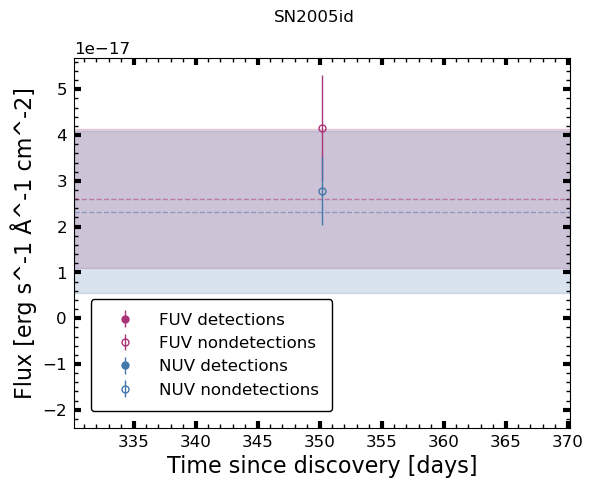 SN2005id
1e−17
Flux [erg s^-1 Å^-1 cm^-2]
5
4
3
2
1
0
−1
−2
FUV detections
FUV nondetections
NUV detections
NUV nondetections
335 340 345 350 355 360 365 370
Time since discovery [days]